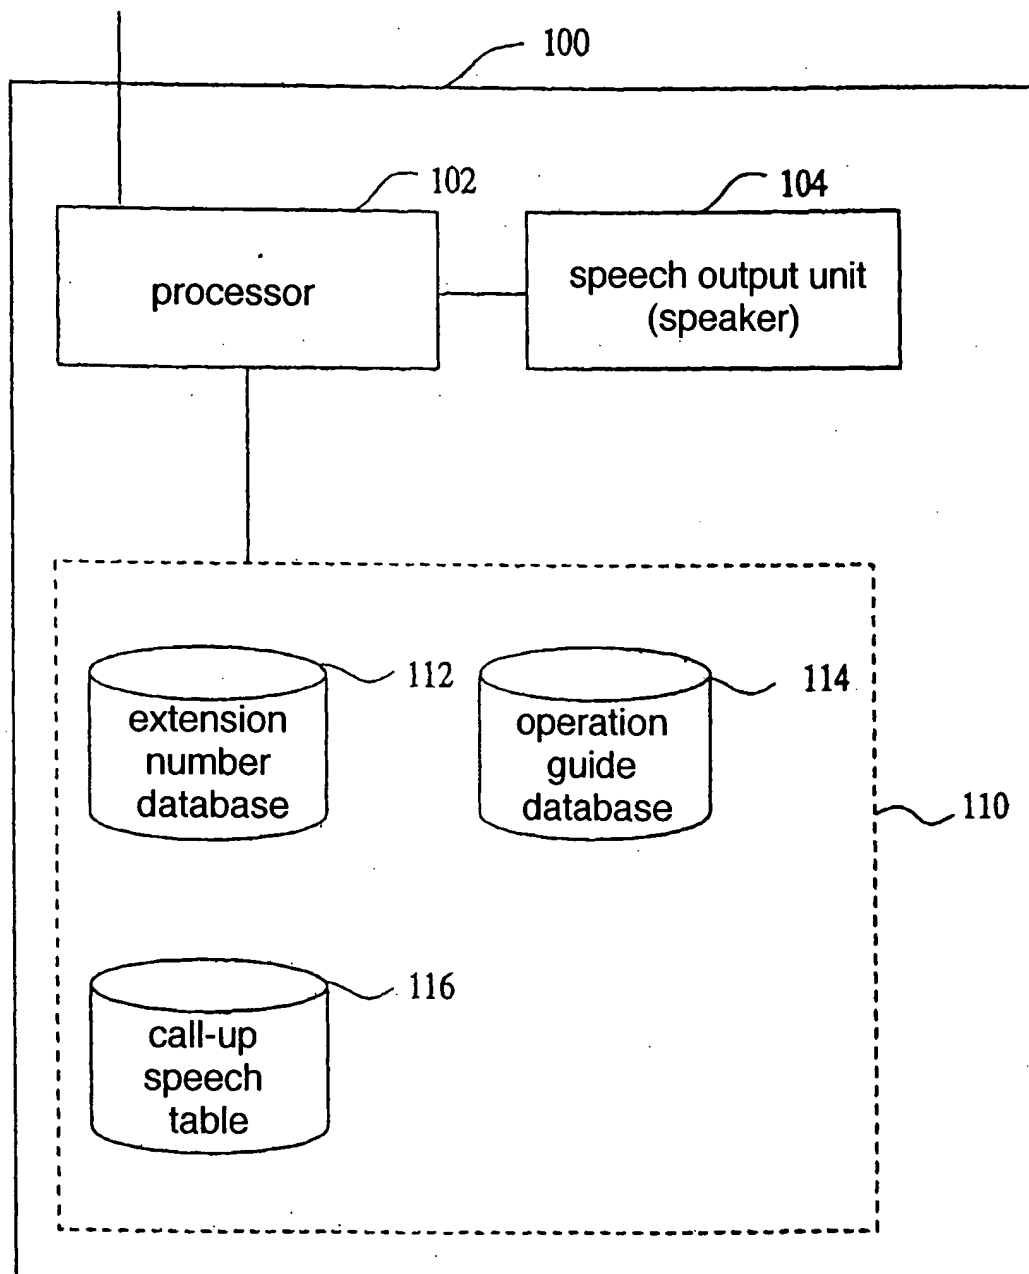 100
102
104
processor
speech output unit
(speaker)
112
114
extension
number
database
operation
guide
database
110
116
call-up
speech
table